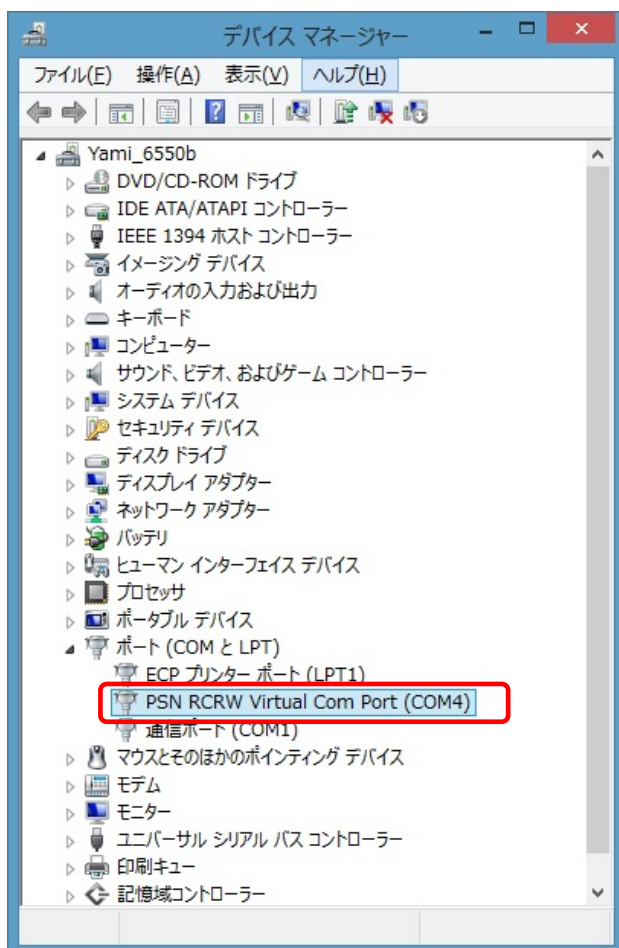 デバイス マネージャー
ファイル(F) 操作(A) 表示(V) ヘルプ(H)
Yami_6550b
DVD/CD-ROM ドライブ
IDE ATA/ATAPI コントローラー
IEEE 1394 ホスト コントローラー
イメージング デバイス
オーディオの入力および出力
キーボード
コンピューター
サウンド、ビデオ、およびゲーム コントローラー
システム デバイス
セキュリティ デバイス
ディスク ドライブ
ディスプレイ アダプター
ネットワーク アダプター
バッテリ
ヒューマン インターフェイス デバイス
プロセッサ
ポータブル デバイス
ポート (COM と LPT)
ECP プリンター ポート (LPT1)
PSN RCRW Virtual Com Port (COM4)
通信ポート (COM1)
マウスとそのほかのポインティング デバイス
モデム
モニター
ユニバーサル シリアル バス コントローラー
印刷キュー
記憶域コントローラー